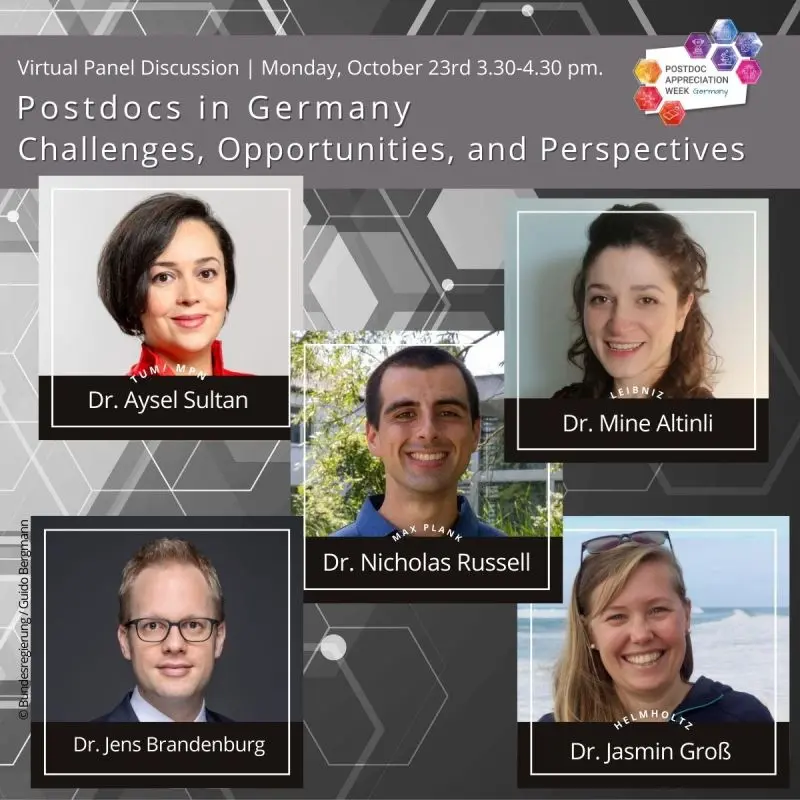 Virtual Panel Discussion | Monday, October 23rd 3.30-4.30 pm.
Postdocs in Germany
Challenges, Opportunities, and Perspectives
POSTDOC
APPRECIATION
WEEK Germany
TUM/ MPN
Dr. Aysel Sultan
LEIBNIZ
Dr. Mine Altinli
MAX PLANK
Dr. Nicholas Russell
© Bundesregierung / Guido Bergmann
Dr. Jens Brandenburg
HELMHOLTZ
Dr. Jasmin Groß